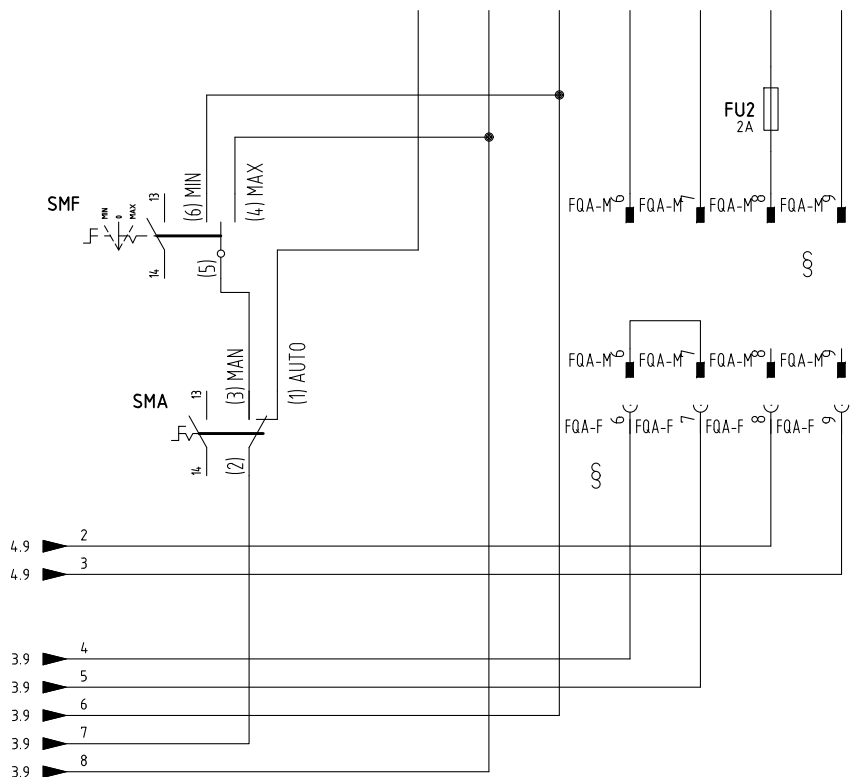 FU2
2A
SMF
MIN
0
MAX
13
14
(6) MIN
(4) MAX
(5)
FQA-M 6
FQA-M 7
FQA-M 8
FQA-M 9
§
SMA
13
14
(3) MAN
(1) AUTO
(2)
FQA-M 6
FQA-M 7
FQA-M 8
FQA-M 9
FQA-F 6
FQA-F 7
FQA-F 8
FQA-F 9
§
4.9 2
4.9 3
3.9 4
3.9 5
3.9 6
3.9 7
3.9 8